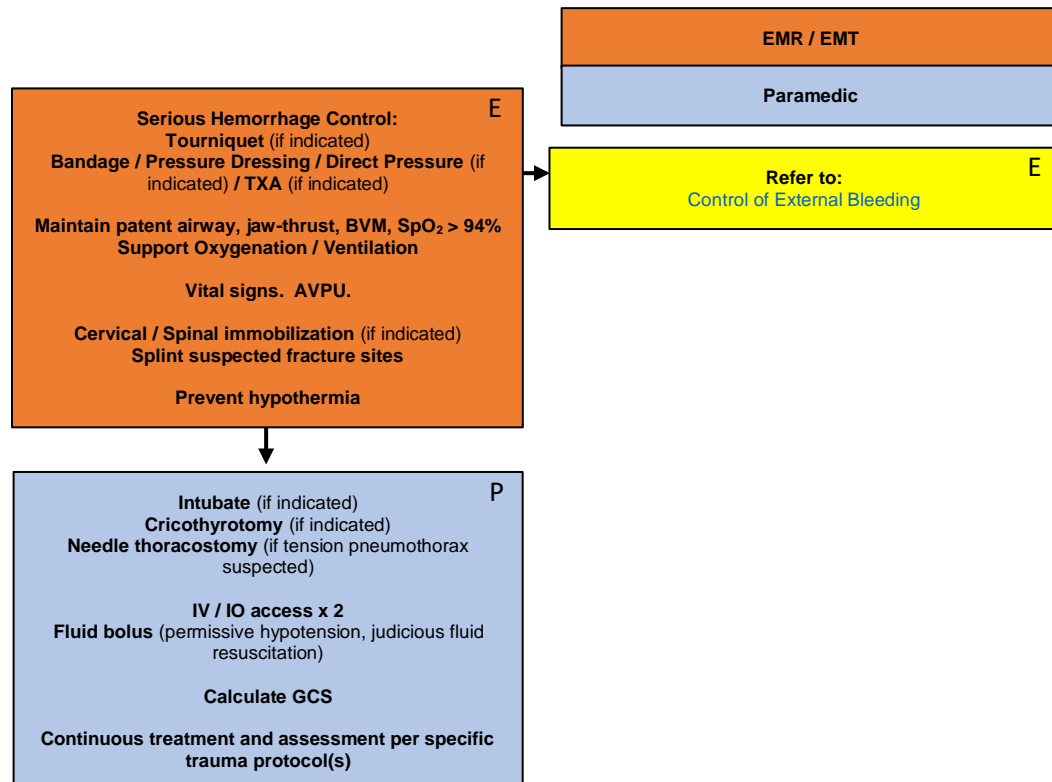 EMR / EMT
Paramedic
E
Serious Hemorrhage Control:
Tourniquet (if indicated)
Bandage / Pressure Dressing / Direct Pressure (if
indicated) / TXA (if indicated)
Maintain patent airway, jaw-thrust, BVM, SpO₂ > 94%
Support Oxygenation / Ventilation
Vital signs.  AVPU.
Cervical / Spinal immobilization (if indicated)
Splint suspected fracture sites
Prevent hypothermia
E
Refer to:
Control of External Bleeding
P
Intubate (if indicated)
Cricothyrotomy (if indicated)
Needle thoracostomy (if tension pneumothorax
suspected)
IV / IO access x 2
Fluid bolus (permissive hypotension, judicious fluid
resuscitation)
Calculate GCS
Continuous treatment and assessment per specific
trauma protocol(s)